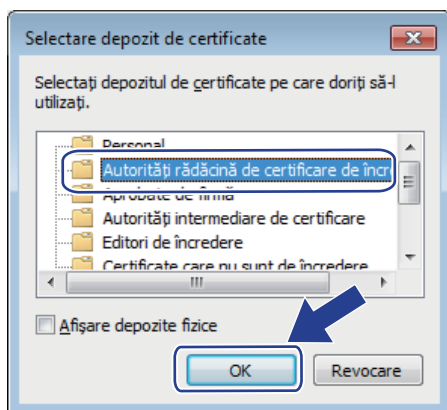 Selectare depozit de certificate
Selectați depozitul de certificate pe care doriți să-l
utilizați.
Personal
Autorități rădăcină de certificare de încre
Aprobate de firmă
Autorități intermediare de certificare
Editori de încredere
Certificate care nu sunt de încredere
Afișare depozite fizice
OK
Revocare